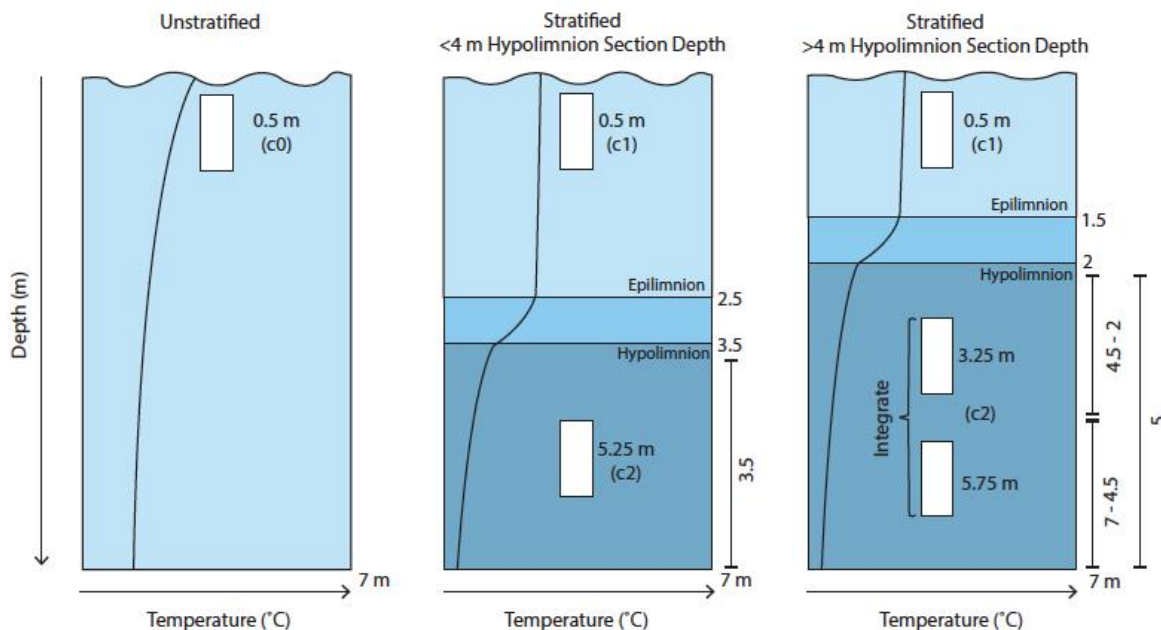 Unstratified
Stratified
<4 m Hypolimnion Section Depth
Stratified
>4 m Hypolimnion Section Depth
Depth (m)
0.5 m
(c0)
7 m
Temperature (˚C)
0.5 m
(c1)
Epilimnion
2.5
3.5
Hypolimnion
5.25 m
(c2)
3.5
7 m
Temperature (˚C)
0.5 m
(c1)
Epilimnion
1.5
2
Hypolimnion
3.25 m
(c2)
Integrate
5.75 m
4.5 - 2
7 - 4.5
5
7 m
Temperature (˚C)